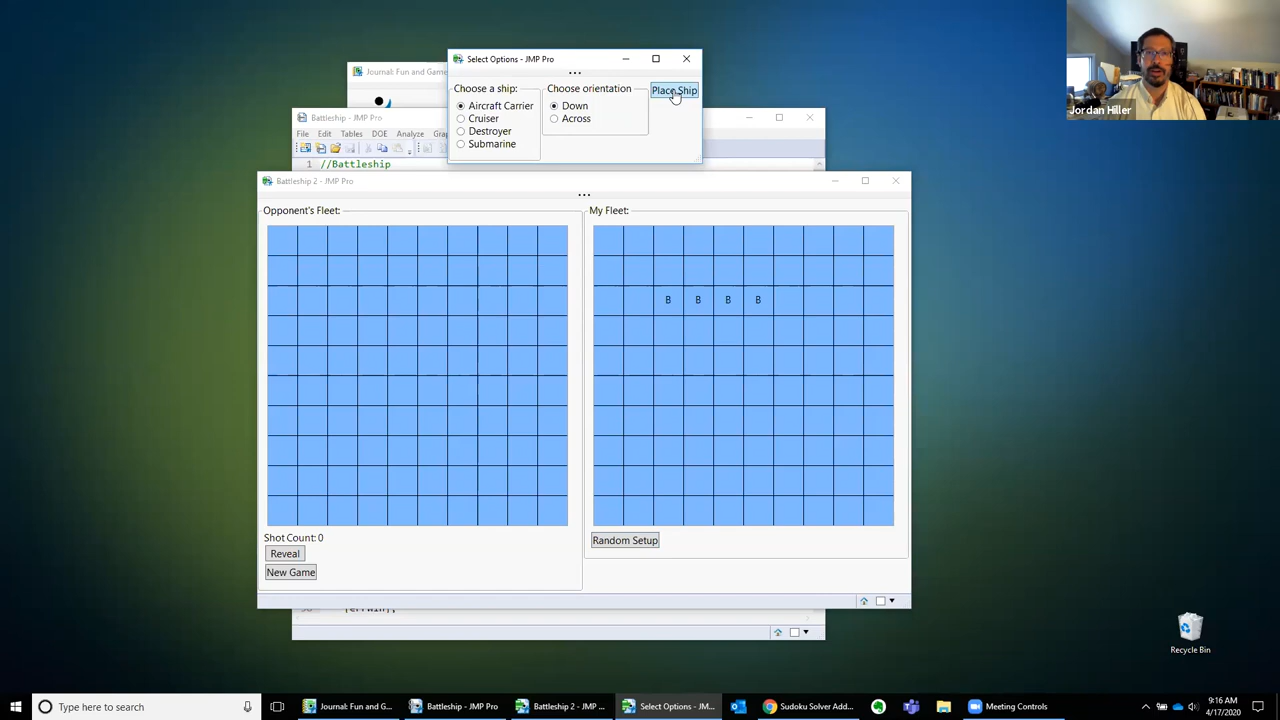 Journal: Fun and Game
Select Options - JMP Pro
Choose a ship:
Aircraft Carrier
Cruiser
Destroyer
Submarine
Choose orientation
Down
Across
Place Ship
Jordan Hiller
Battleship - JMP Pro
File Edit Tables DOE Analyze
1 //Battleship
Battleship 2 - JMP Pro
Opponent's Fleet:
My Fleet:
B B B B
Shot Count: 0
Reveal
New Game
Random Setup
Recycle Bin
Type here to search
Journal: Fun and G...
Battleship - JMP Pro
Battleship 2 - JMP ...
Select Options - JM...
Sudoku Solver Add...
Meeting Controls
9:16 AM
4/17/2020